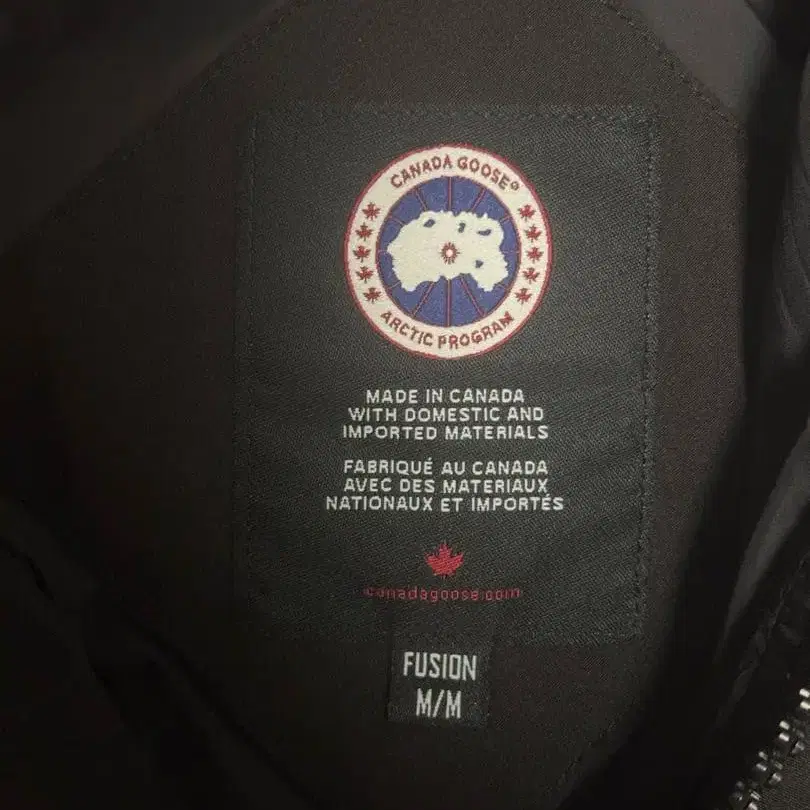 CANADA GOOSE®
ARCTIC PROGRAM
MADE IN CANADA
WITH DOMESTIC AND
IMPORTED MATERIALS
FABRIQUÉ AU CANADA
AVEC DES MATERIAUX
NATIONAUX ET IMPORTÉS
canadagoose.com
FUSION
M/M